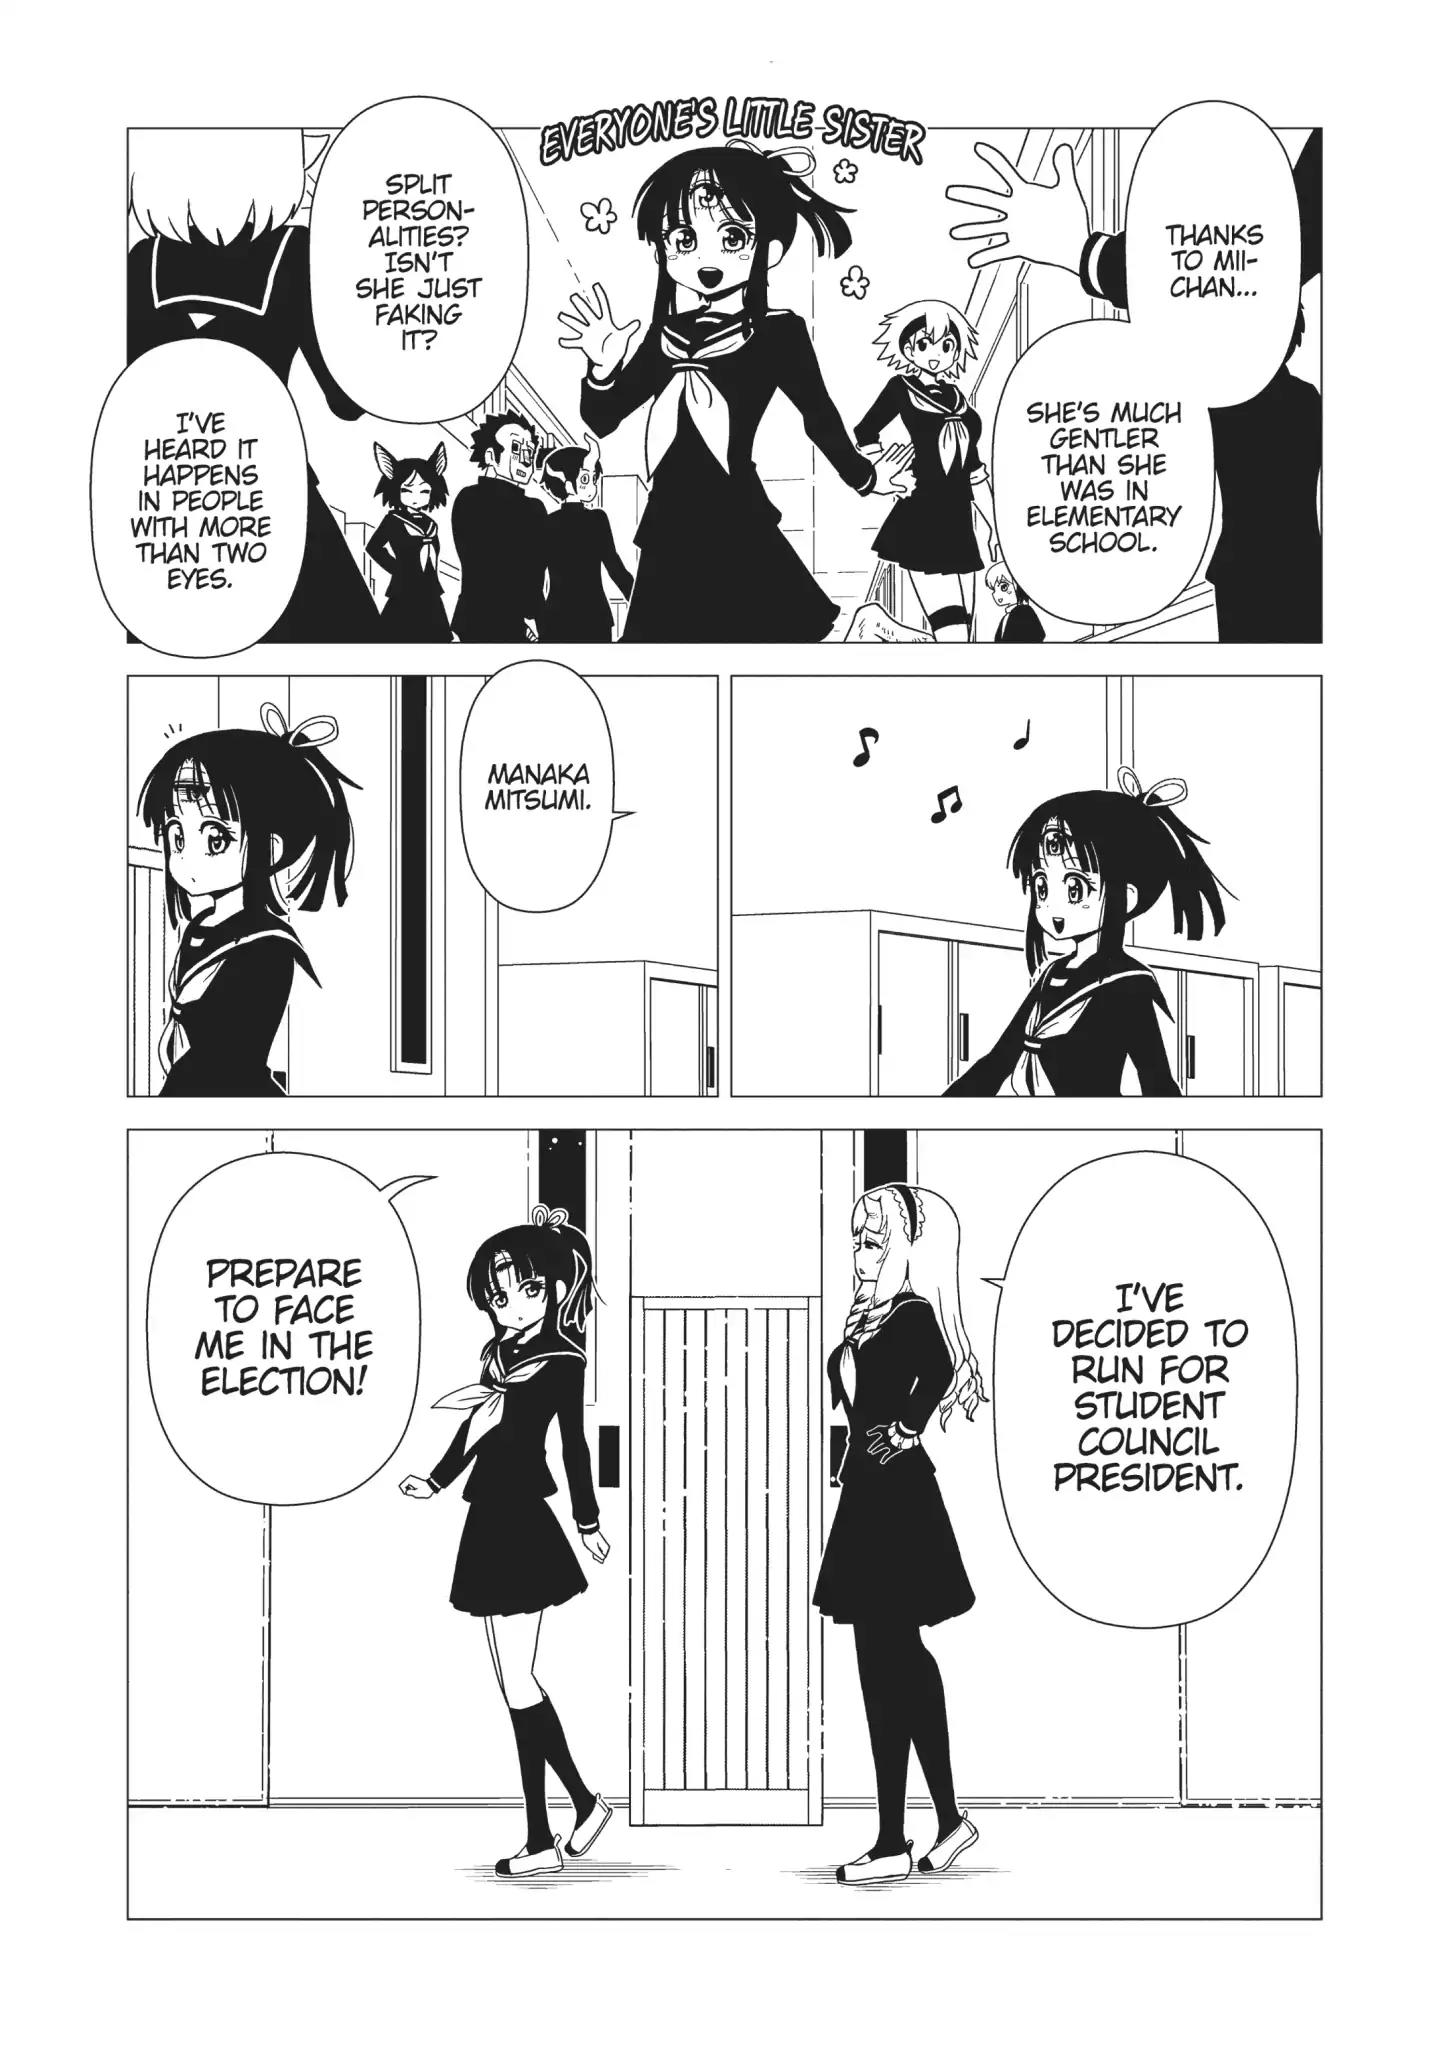 EVERYONE'S LITTLE SISTER
THANKS
TO MII-
CHAN...
SHE'S MUCH
GENTLER
THAN SHE
WAS IN
ELEMENTARY
SCHOOL.
SPLIT
PERSON-
ALITIES?
ISN'T
SHE JUST
FAKING
IT?
I'VE
HEARD IT
HAPPENS
IN PEOPLE
WITH MORE
THAN TWO
EYES.
MANAKA
MITSUMI.
I'VE
DECIDED TO
RUN FOR
STUDENT
COUNCIL
PRESIDENT.
PREPARE
TO FACE
ME IN THE
ELECTION!